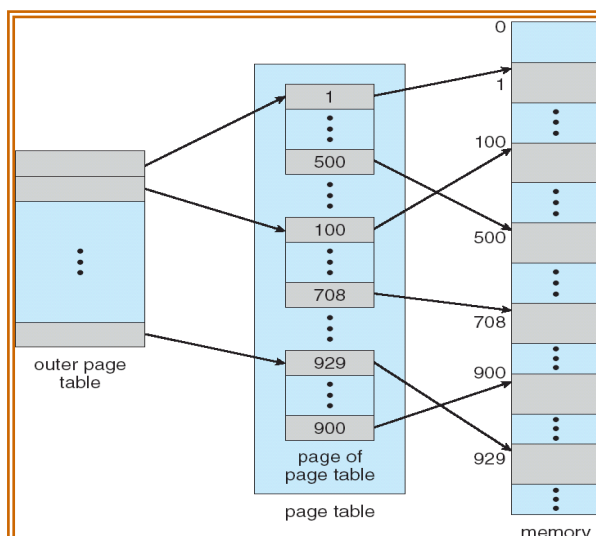 0
1
1
100
500
500
100
708
708
900
929
outer page
table
900
929
page of
page table
page table
memory